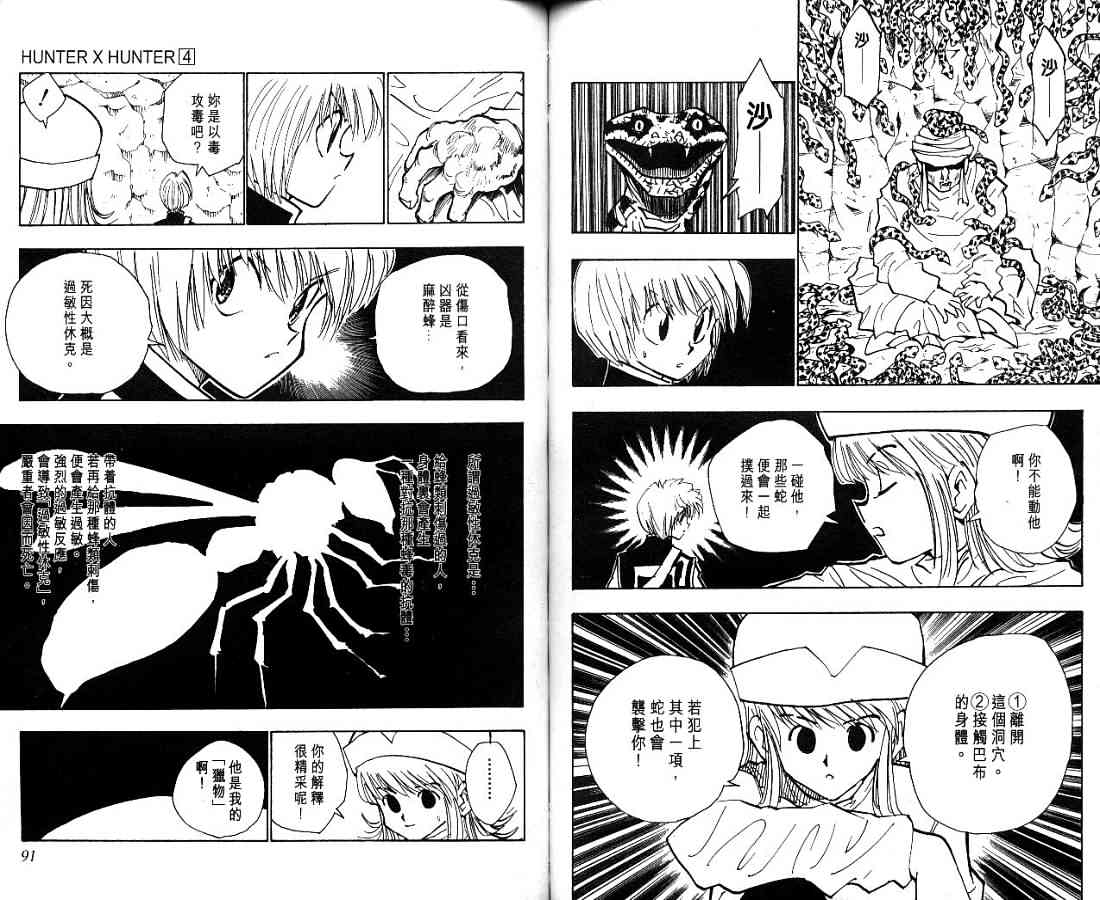 沙
沙
沙
你不能動他
啊！
一碰他，
那些蛇
便會一起
撲過來！
①離開
這個洞穴。
②接觸巴布
的身體。
若犯上
其中一項，
蛇也會
襲擊你！
HUNTER X HUNTER 4
妳是以毒
攻毒吧？
！
從傷口看來，
凶器是
麻醉蜂…
死因大概是
過敏性休克。
所謂過敏性休克是…
給蜂類刺傷過的人，
身體裏會產生
一種對抗那種蜂毒的抗體…
帶着抗體的人
若再給那種蜂類刺傷，
便會產生過敏。
強烈的過敏反應，
會導致「過敏性休克」，
嚴重者會因而死亡。
………
你的解釋
很精采呢！
他是我的
「獵物」
啊！
91